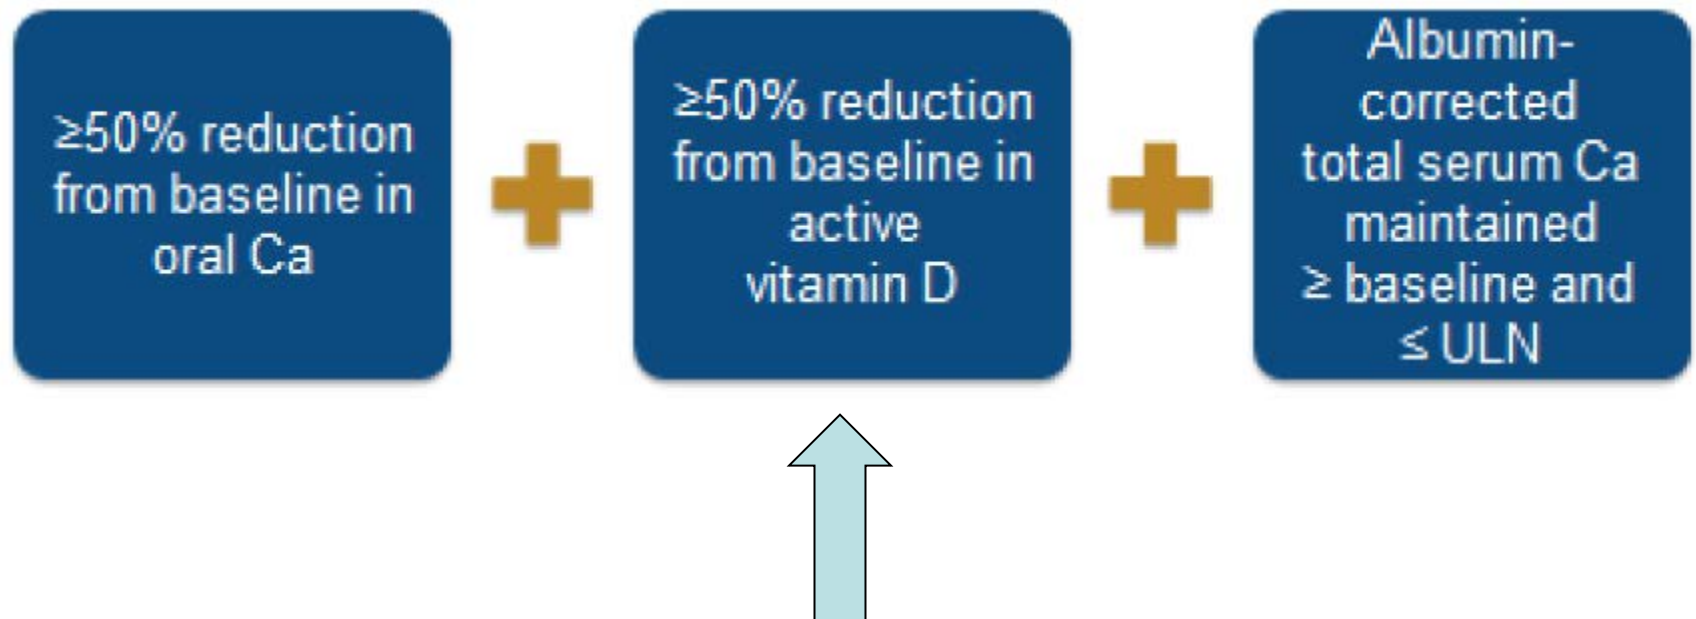 ≥50% reduction
from baseline in
oral Ca
≥50% reduction
from baseline in
active
vitamin D
Albumin-
corrected
total serum Ca
maintained
≥ baseline and
≤ ULN